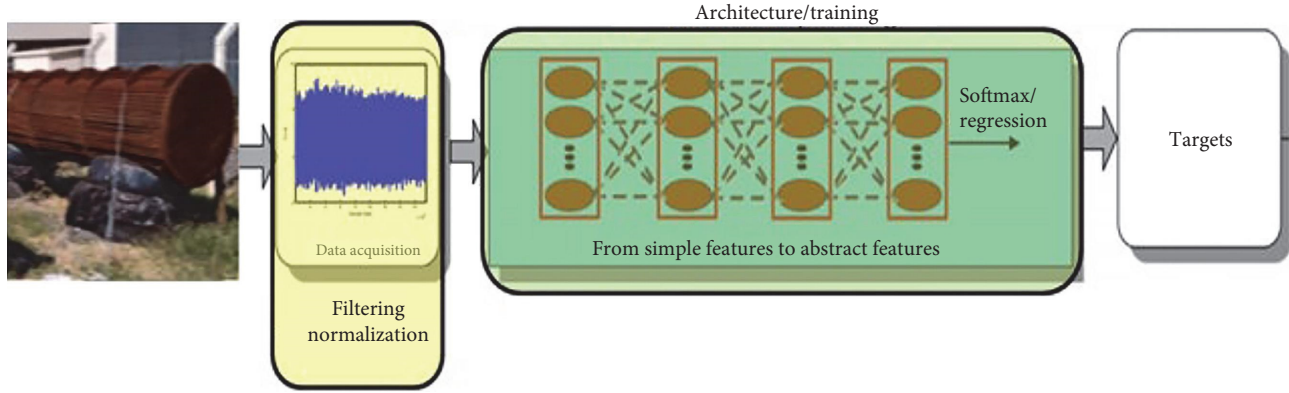 Architecture/training
Data acquisition
Filtering
normalization
Softmax/
regression
From simple features to abstract features
Targets